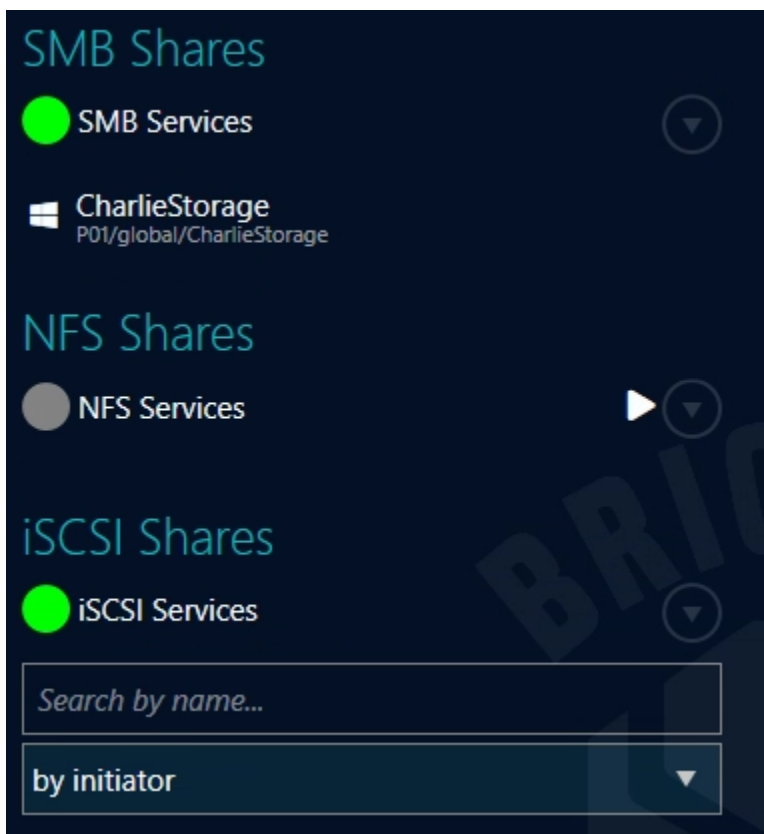 SMB Shares
SMB Services
CharlieStorage
P01/global/CharlieStorage
NFS Shares
NFS Services
BRIC
iSCSI Shares
iSCSI Services
Search by name...
by initiator